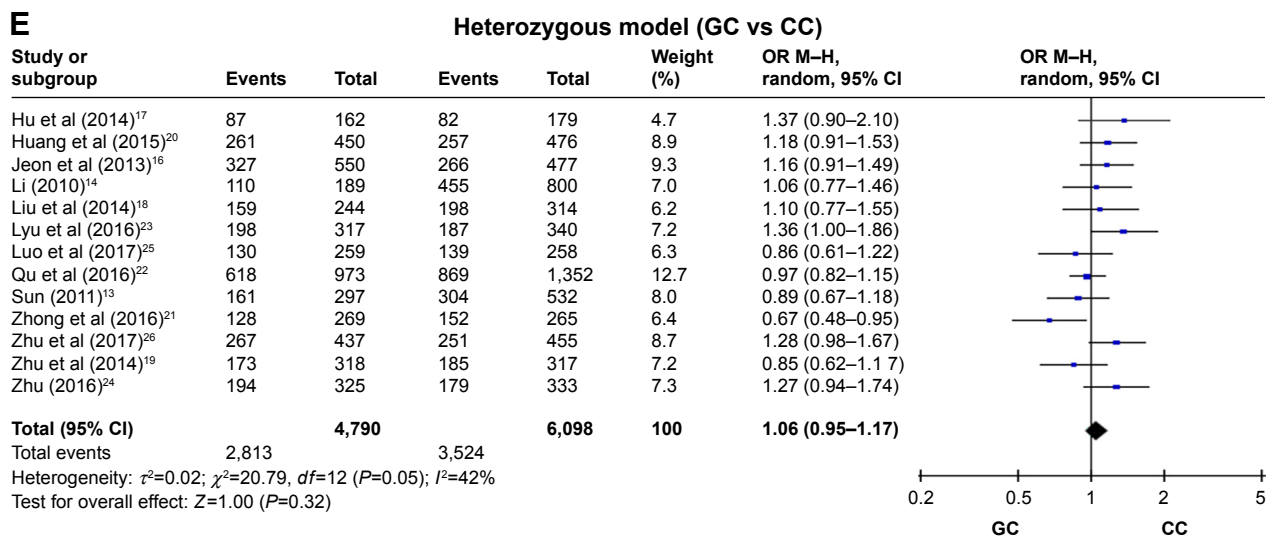 E
Heterozygous model (GC vs CC)
Study or subgroup Events Total Events Total Weight (%) OR M–H, random, 95% CI OR M–H, random, 95% CI
Hu et al (2014)17 87 162 82 179 4.7 1.37 (0.90–2.10)
Huang et al (2015)20 261 450 257 476 8.9 1.18 (0.91–1.53)
Jeon et al (2013)16 327 550 266 477 9.3 1.16 (0.91–1.49)
Li (2010)14 110 189 455 800 7.0 1.06 (0.77–1.46)
Liu et al (2014)18 159 244 198 314 6.2 1.10 (0.77–1.55)
Lyu et al (2016)23 198 317 187 340 7.2 1.36 (1.00–1.86)
Luo et al (2017)25 130 259 139 258 6.3 0.86 (0.61–1.22)
Qu et al (2016)22 618 973 869 1,352 12.7 0.97 (0.82–1.15)
Sun (2011)13 161 297 304 532 8.0 0.89 (0.67–1.18)
Zhong et al (2016)21 128 269 152 265 6.4 0.67 (0.48–0.95)
Zhu et al (2017)26 267 437 251 455 8.7 1.28 (0.98–1.67)
Zhu et al (2014)19 173 318 185 317 7.2 0.85 (0.62–1.1 7)
Zhu (2016)24 194 325 179 333 7.3 1.27 (0.94–1.74)
Total (95% CI) 4,790 6,098 100 1.06 (0.95–1.17)
Total events 2,813 3,524
Heterogeneity: τ²=0.02; χ²=20.79, df=12 (P=0.05); I²=42%
Test for overall effect: Z=1.00 (P=0.32)
0.2 0.5 1 2 5
GC CC